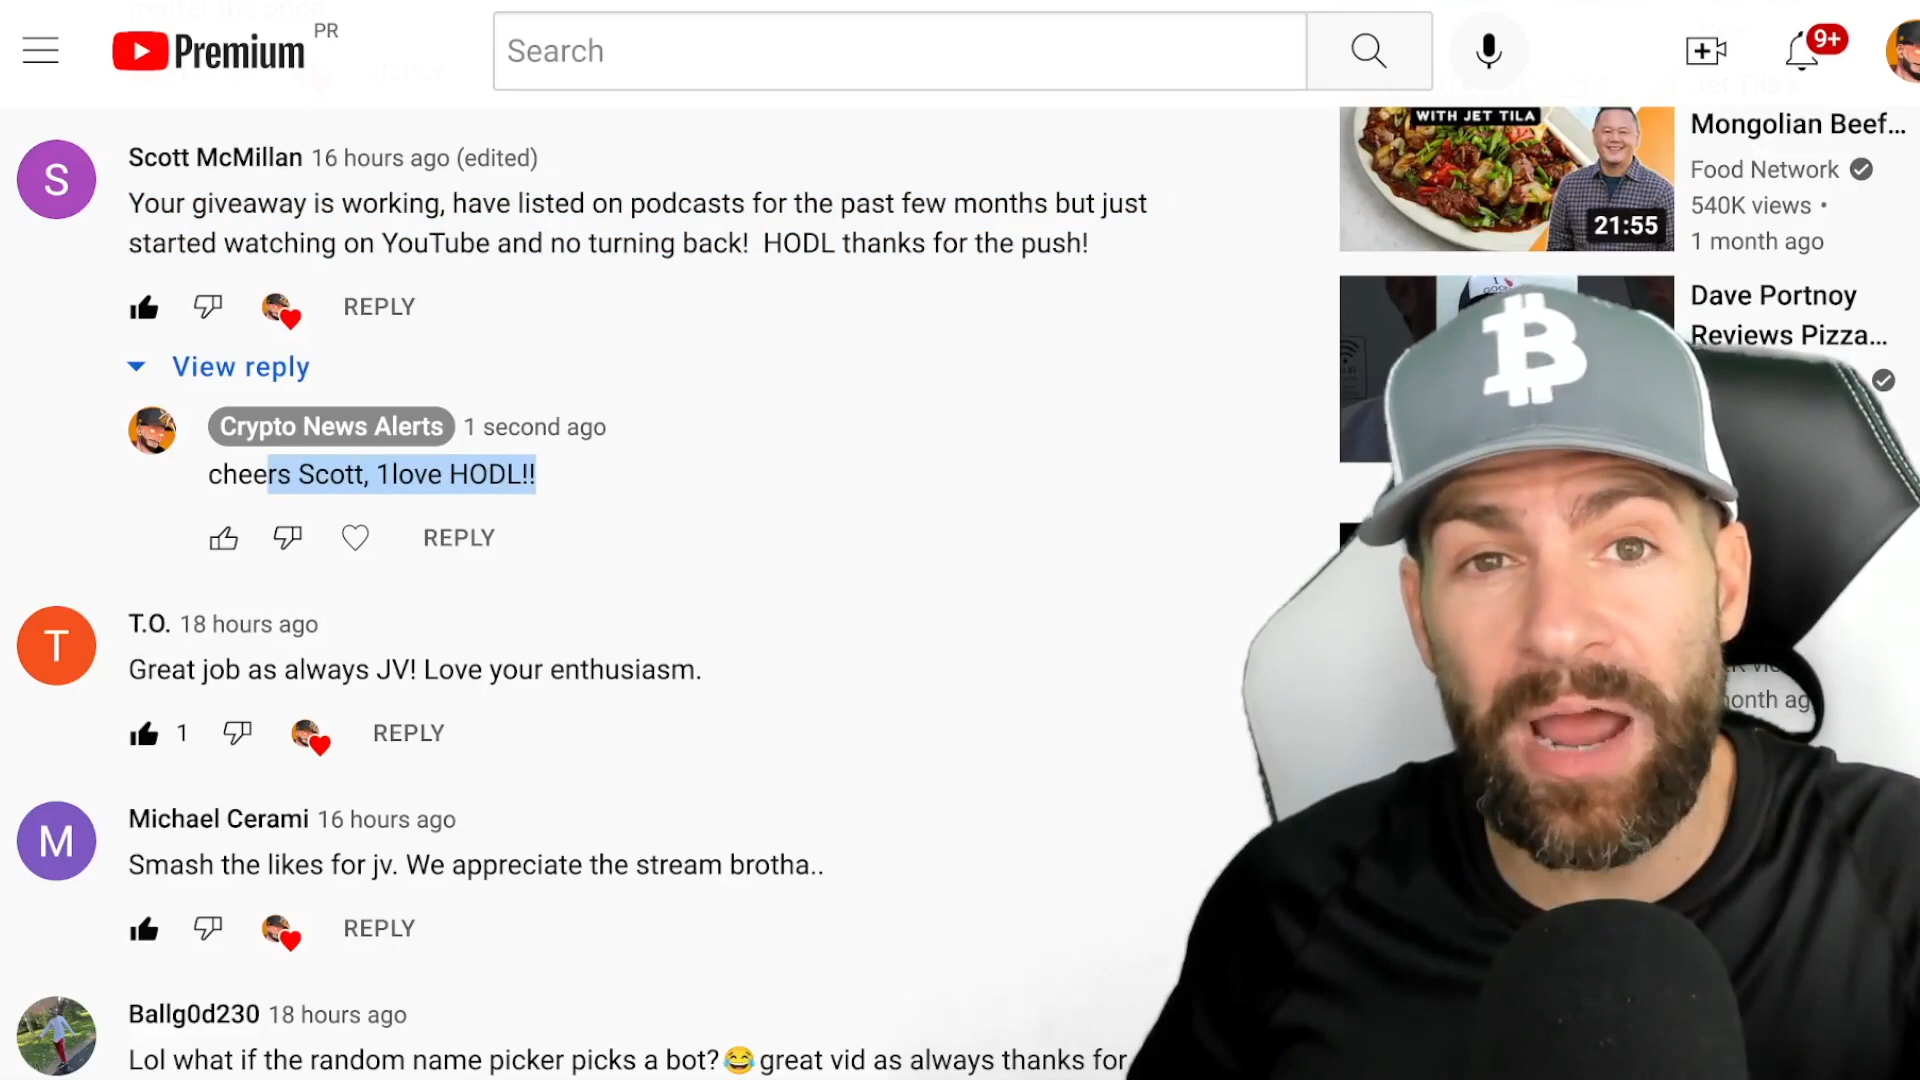 Premium PR
Search
9+
S
Scott McMillan 16 hours ago (edited)
Your giveaway is working, have listed on podcasts for the past few months but just
started watching on YouTube and no turning back!  HODL thanks for the push!
REPLY
View reply
Crypto News Alerts 1 second ago
cheers Scott, 1love HODL!!
REPLY
T
T.O. 18 hours ago
Great job as always JV! Love your enthusiasm.
1 REPLY
M
Michael Cerami 16 hours ago
Smash the likes for jv. We appreciate the stream brotha..
REPLY
Ballg0d230 18 hours ago
Lol what if the random name picker picks a bot?😂great vid as always thanks for
WITH JET TILA
21:55
Mongolian Beef...
Food Network
540K views •
1 month ago
Dave Portnoy
Reviews Pizza...